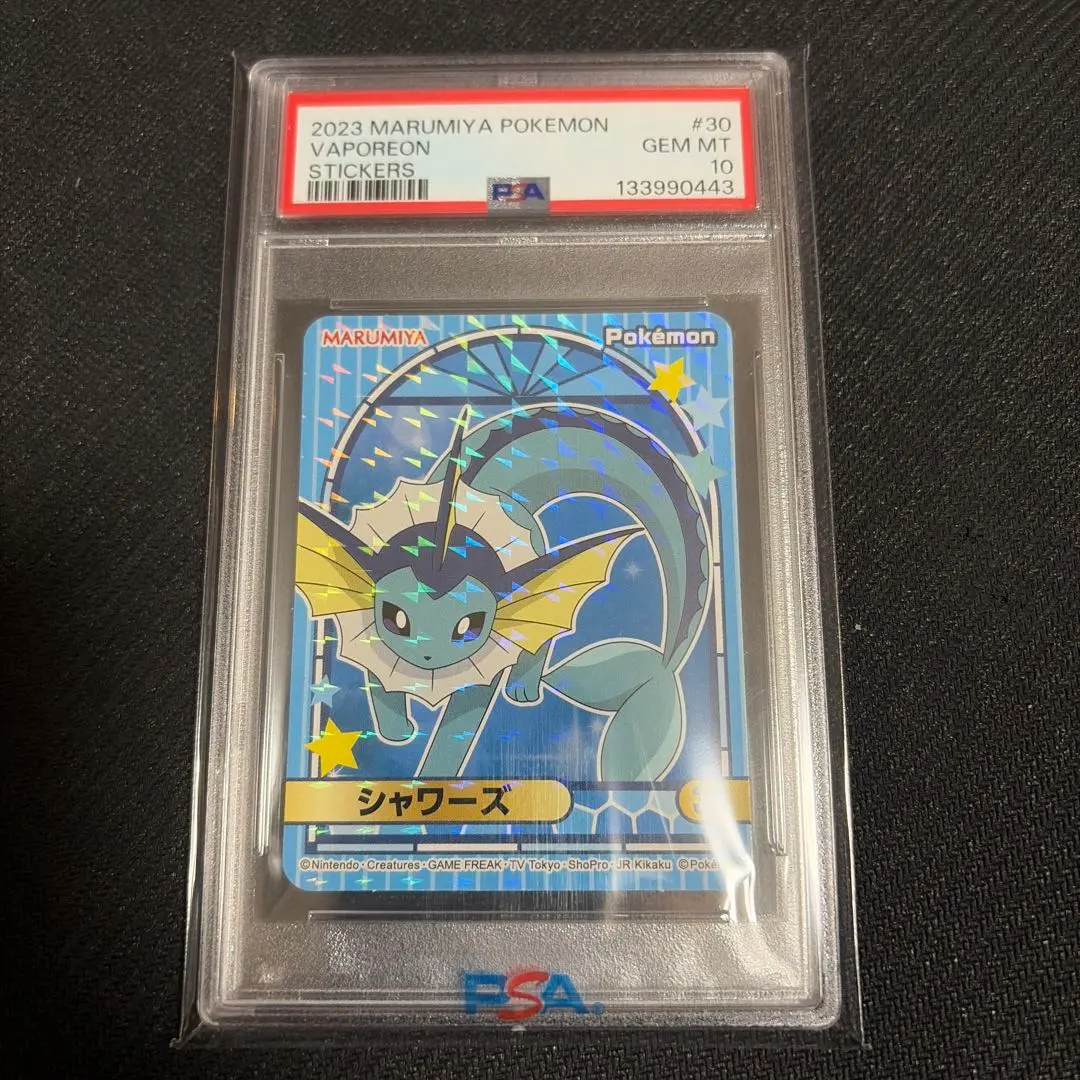 2023 MARUMIYA POKEMON #30
VAPOREON GEM MT
STICKERS 10
PSA 133990443
MARUMIYA Pokémon
シャワーズ
©Nintendo・Creatures・GAME FREAK・TV Tokyo・ShoPro・JR Kikaku
PSA®